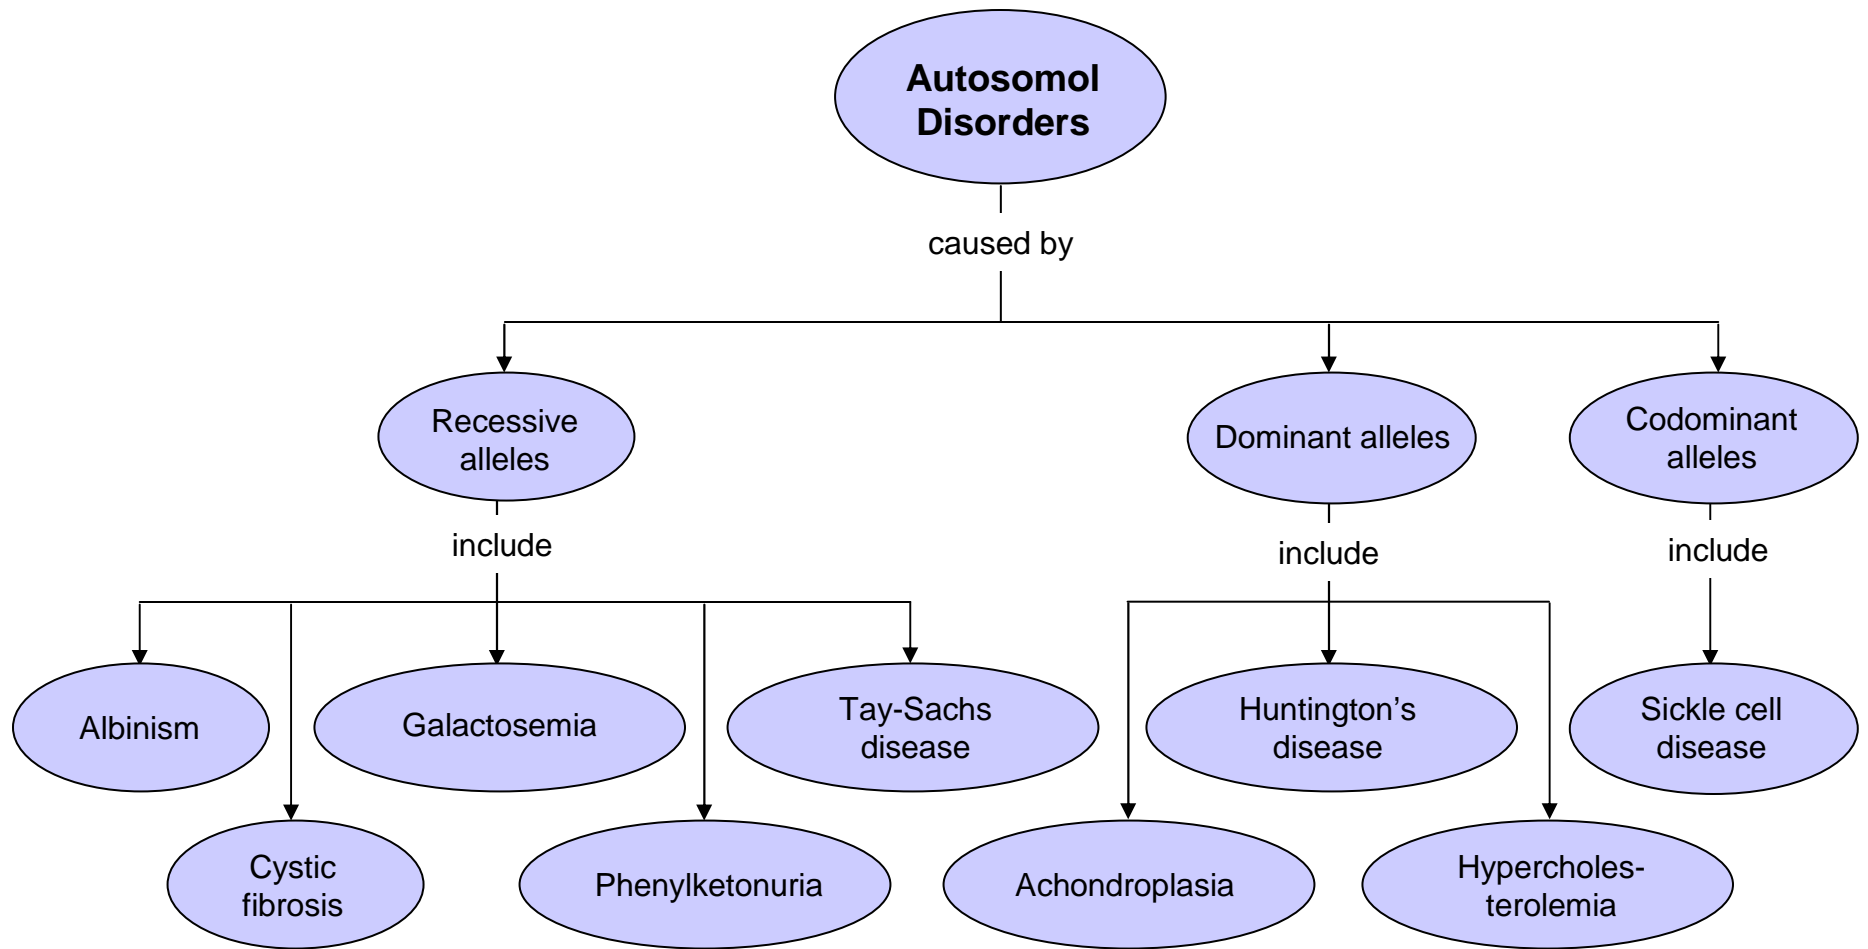 Autosomol
Disorders
caused by
Recessive
alleles
Dominant alleles
Codominant
alleles
include
include
include
Albinism
Galactosemia
Tay-Sachs
disease
Huntington’s
disease
Sickle cell
disease
Cystic
fibrosis
Phenylketonuria
Achondroplasia
Hypercholes-
terolemia